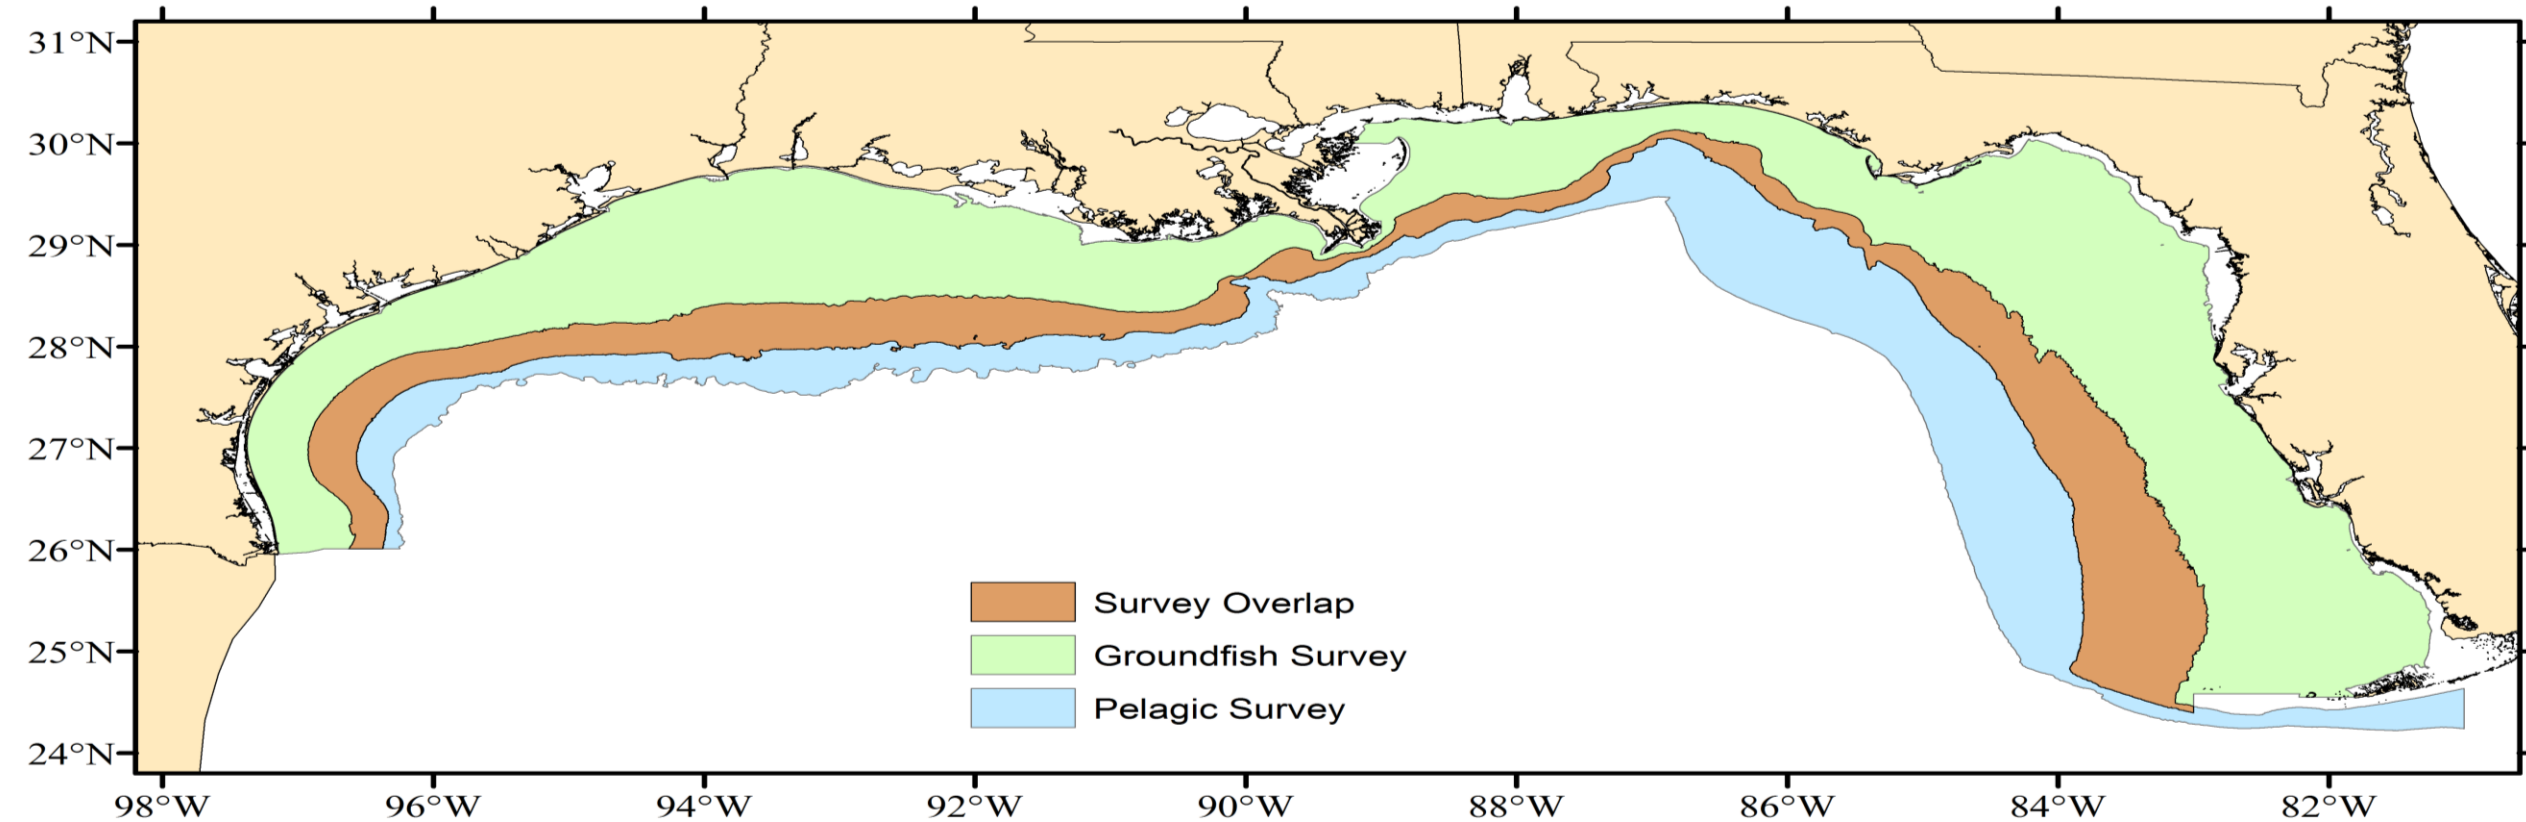 31°N
30°N
29°N
28°N
27°N
26°N
25°N
24°N
Survey Overlap
Groundfish Survey
Pelagic Survey
98°W 96°W 94°W 92°W 90°W 88°W 86°W 84°W 82°W